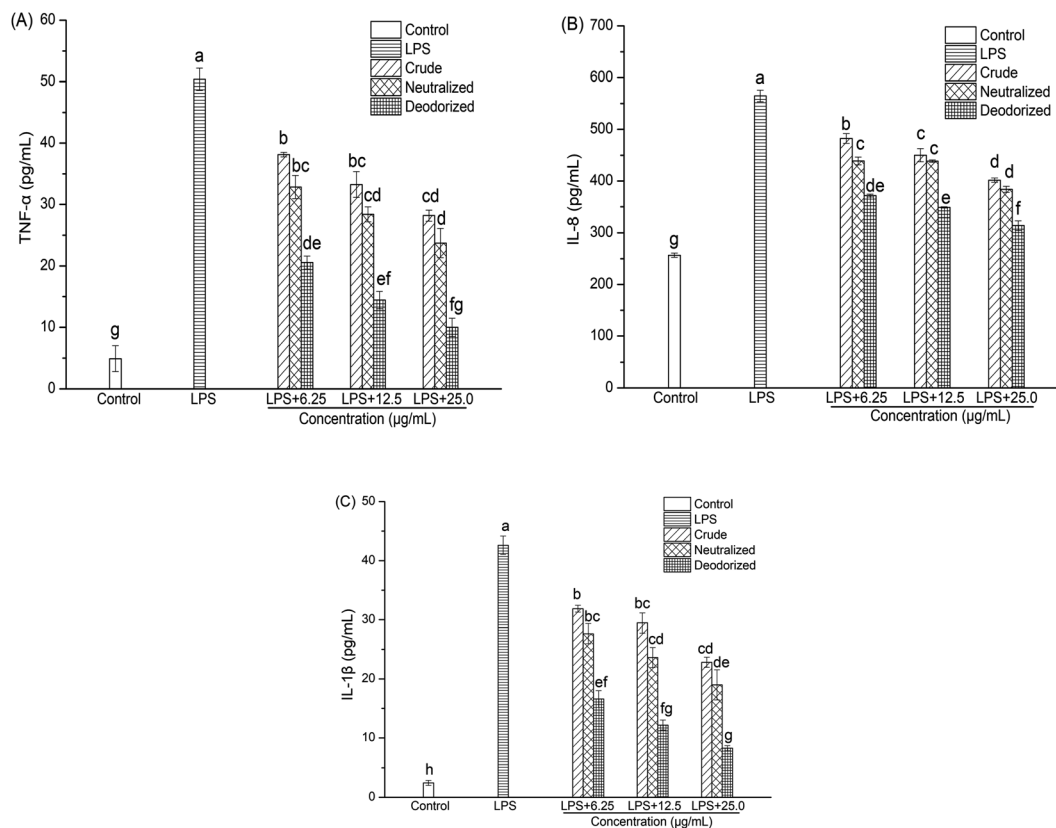 (A)
60
50
40
30
20
10
0
TNF-α (pg/mL)
Control
LPS
Crude
Neutralized
Deodorized
g
a
b
bc
de
bc
cd
ef
cd
d
fg
Control LPS LPS+6.25 LPS+12.5 LPS+25.0
Concentration (μg/mL)
(B)
700
600
500
400
300
200
100
0
IL-8 (pg/mL)
Control
LPS
Crude
Neutralized
Deodorized
g
a
b
c
de
c
c
e
d
d
f
Control LPS LPS+6.25 LPS+12.5 LPS+25.0
Concentration (μg/mL)
(C)
50
40
30
20
10
0
IL-1β (pg/mL)
Control
LPS
Crude
Neutralized
Deodorized
h
a
b
bc
ef
bc
cd
fg
cd
de
g
Control LPS LPS+6.25 LPS+12.5 LPS+25.0
Concentration (μg/mL)